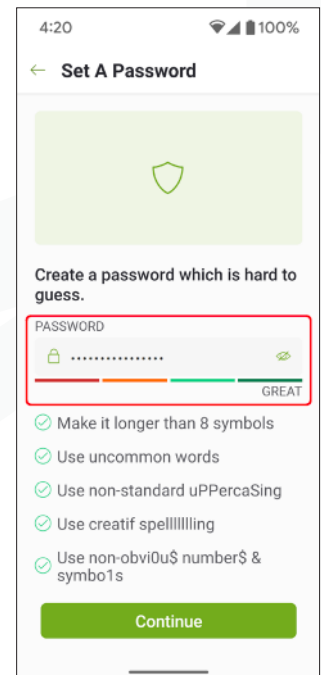 4:20 100%
← Set A Password
Create a password which is hard to
guess.
PASSWORD
················
GREAT
Make it longer than 8 symbols
Use uncommon words
Use non-standard uPPercaSing
Use creatif spelllllllling
Use non-obvi0u$ number$ &
symbo1s
Continue